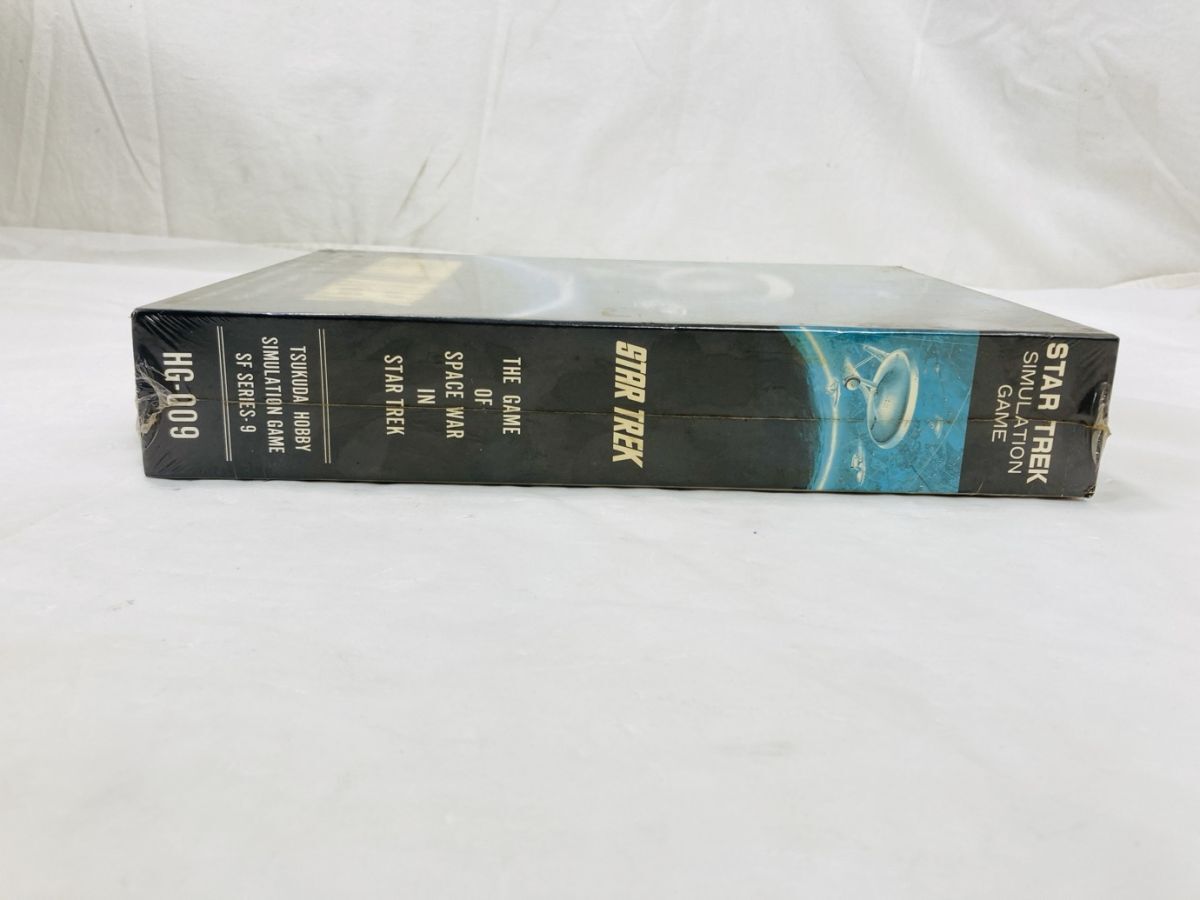 STAR TREK
SIMULATION
GAME
STAR TREK
THE GAME
OF
SPACE WAR
IN
STAR TREK
TSUKUDA HOBBY
SIMULATION GAME
SF SERIES-9
HG-009